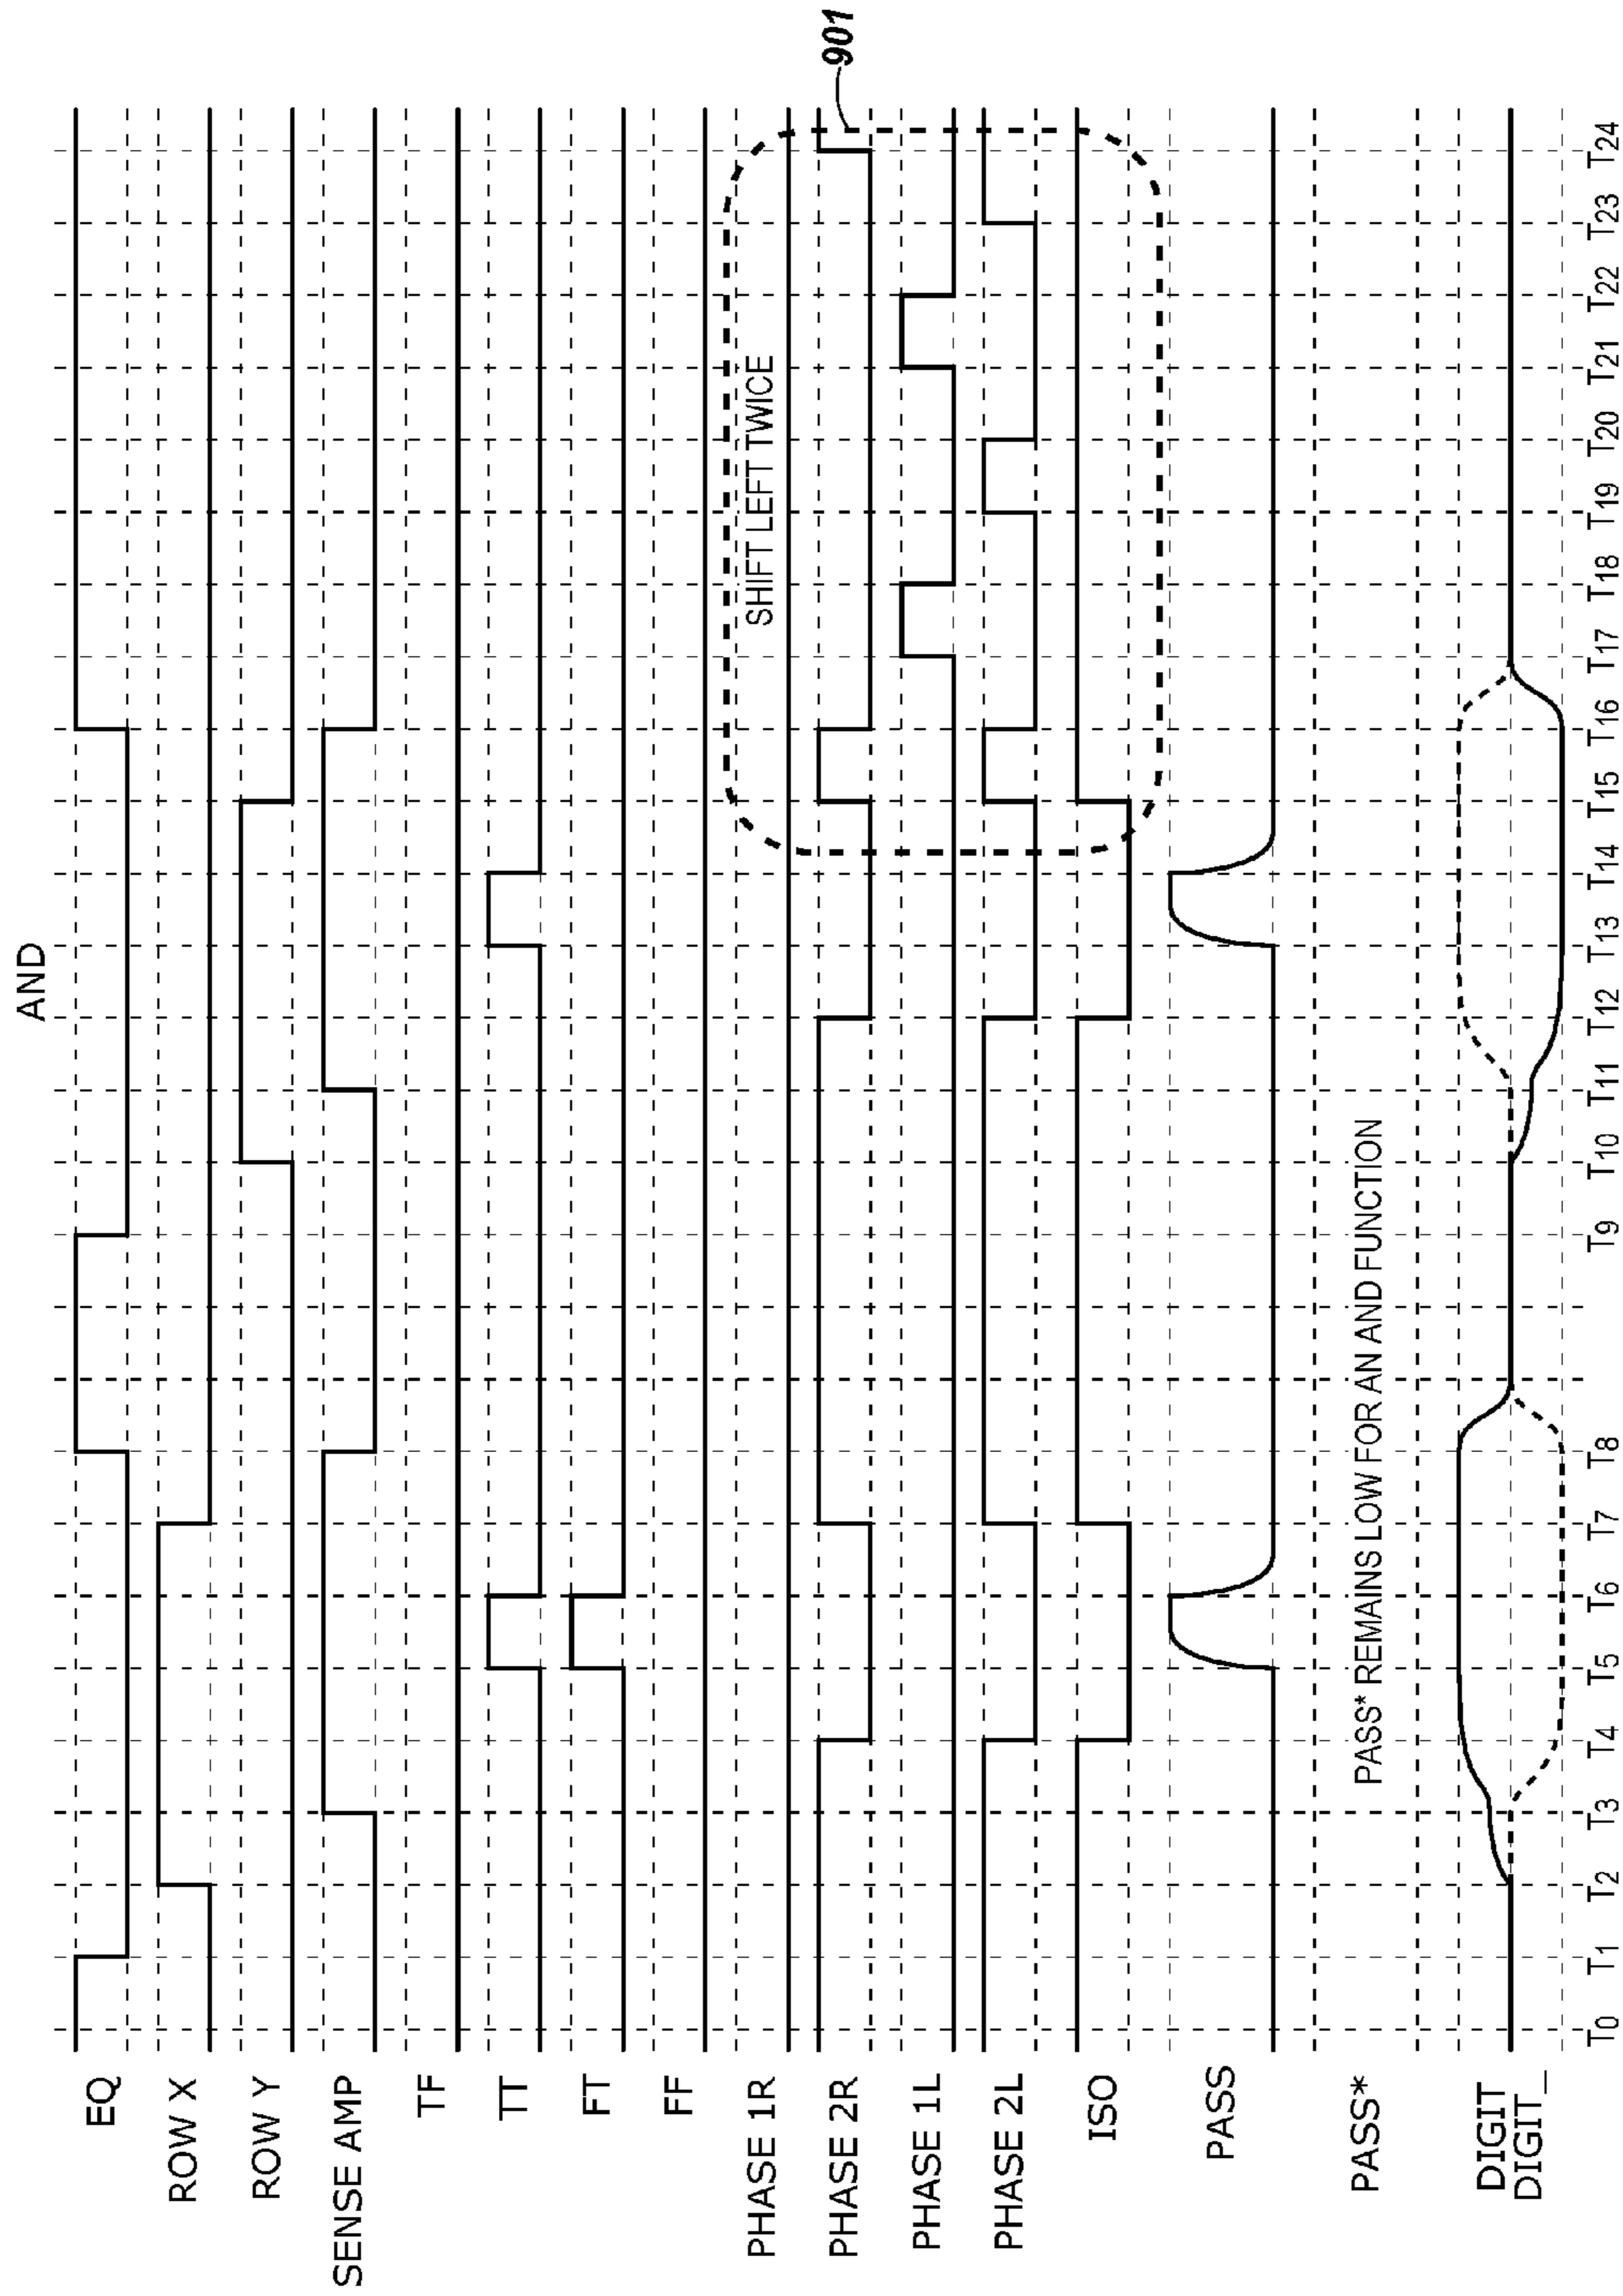 AND
EQ
ROW X
ROW Y
SENSE AMP
TF
TT
FT
FF
PHASE 1R
SHIFT LEFT TWICE
901
PHASE 2R
PHASE 1L
PHASE 2L
ISO
PASS
PASS*
PASS* REMAINS LOW FOR AN AND FUNCTION
DIGIT
DIGIT_
T0 T1 T2 T3 T4 T5 T6 T7 T8 T9 T10 T11 T12 T13 T14 T15 T16 T17 T18 T19 T20 T21 T22 T23 T24